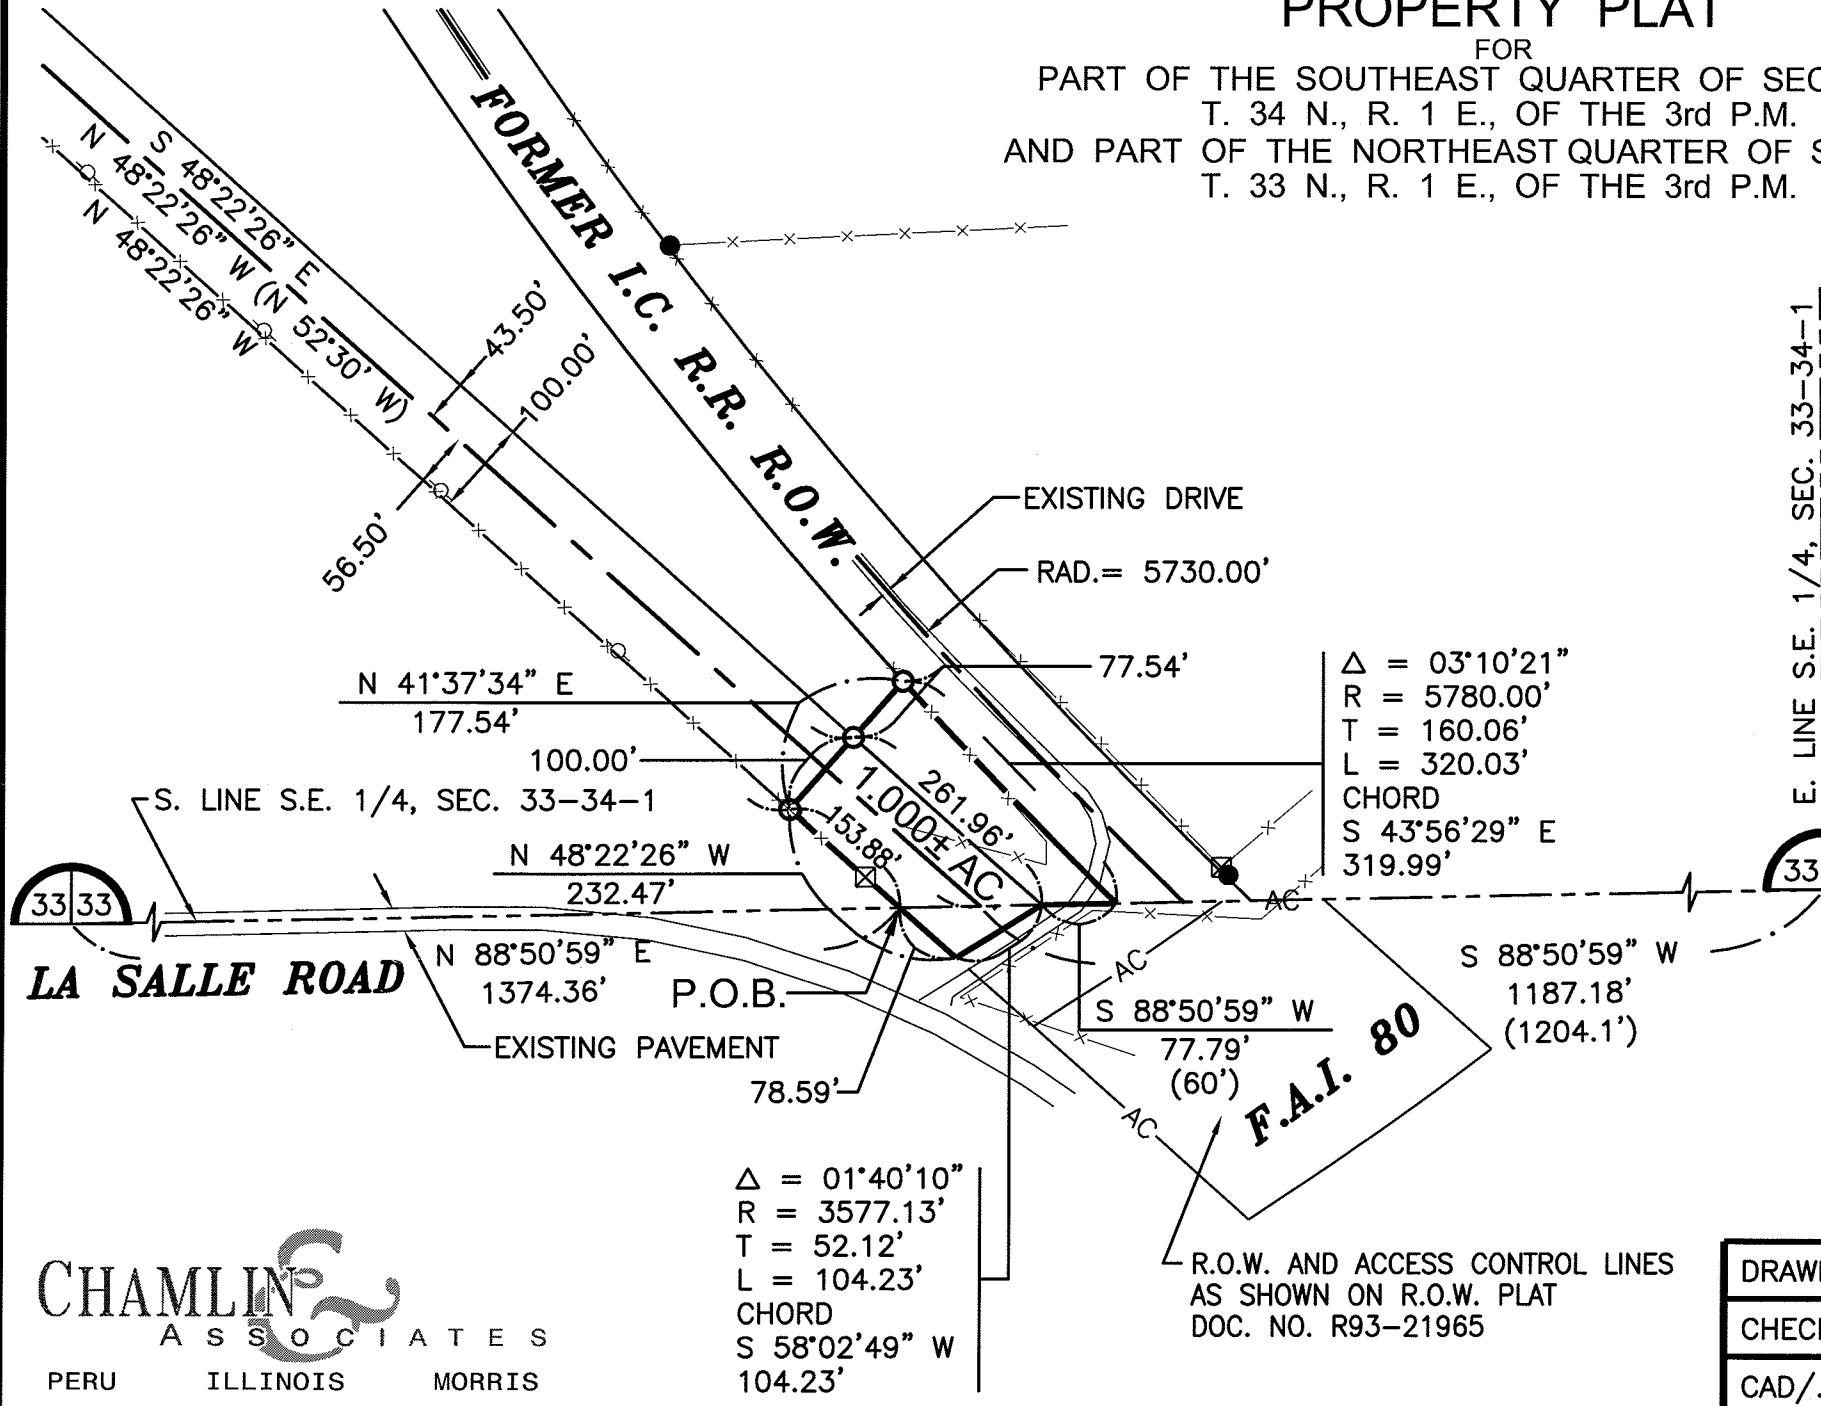 PROPERTY PLAT
FOR
PART OF THE SOUTHEAST QUARTER OF SEC
T. 34 N., R. 1 E., OF THE 3rd P.M.
AND PART OF THE NORTHEAST QUARTER OF S
T. 33 N., R. 1 E., OF THE 3rd P.M.
S 48°22'26" E
N 48°22'26" W (N 52°30' W)
N 48°22'26" W
FORMER I.C. R.R. R.O.W.
43.50'
100.00'
56.50'
EXISTING DRIVE
RAD.= 5730.00'
77.54'
E. LINE S.E. 1/4, SEC. 33-34-1
N 41°37'34" E
177.54'
100.00'
Δ = 03°10'21"
R = 5780.00'
T = 160.06'
L = 320.03'
CHORD
S 43°56'29" E
319.99'
S. LINE S.E. 1/4, SEC. 33-34-1
261.96'
1.000± AC
153.88'
N 48°22'26" W
232.47'
33 33
33
AC
N 88°50'59" E
1374.36'
LA SALLE ROAD
P.O.B.
EXISTING PAVEMENT
78.59'
AC
S 88°50'59" W
77.79'
(60')
S 88°50'59" W
1187.18'
(1204.1')
F.A.I. 80
AC
Δ = 01°40'10"
R = 3577.13'
T = 52.12'
L = 104.23'
CHORD
S 58°02'49" W
104.23'
R.O.W. AND ACCESS CONTROL LINES
AS SHOWN ON R.O.W. PLAT
DOC. NO. R93-21965
CHAMLIN &
ASSOCIATES
PERU ILLINOIS MORRIS
DRAW
CHEC
CAD/.